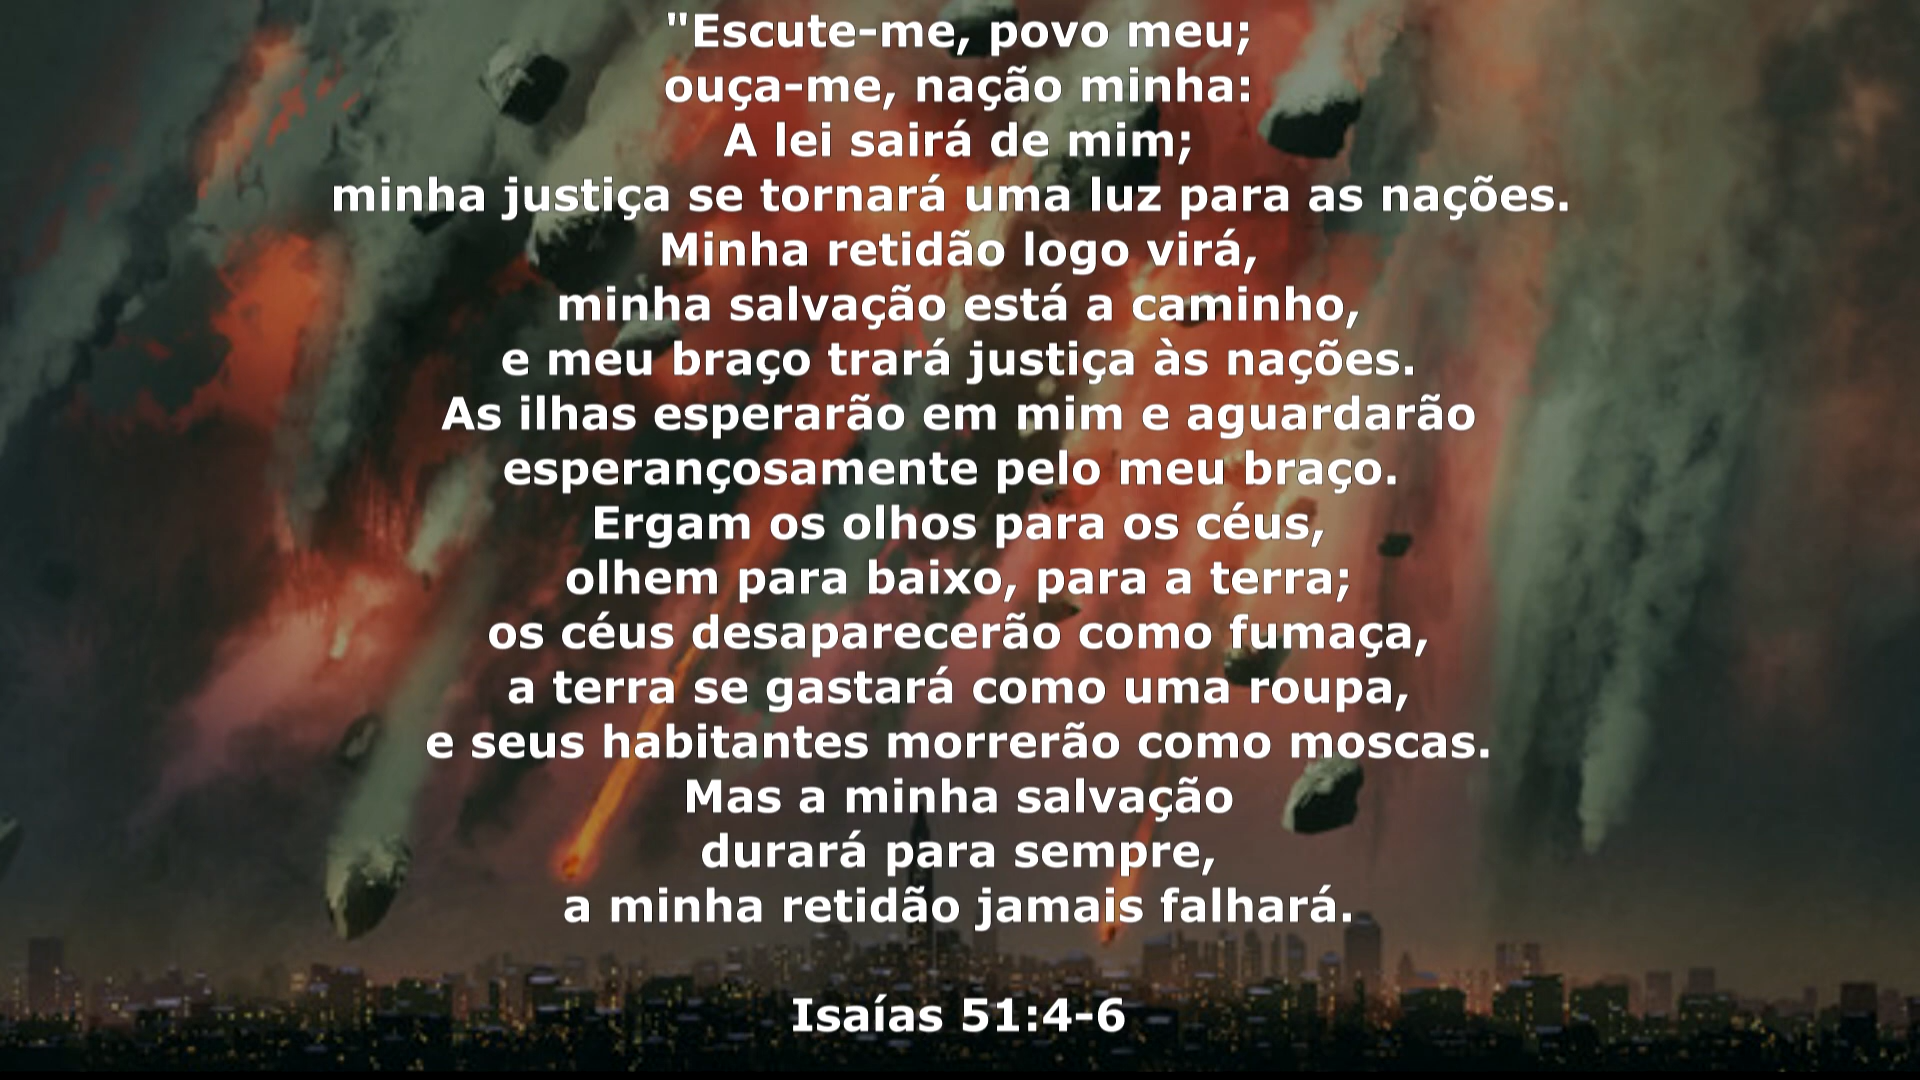 "Escute-me, povo meu;
ouça-me, nação minha:
A lei sairá de mim;
minha justiça se tornará uma luz para as nações.
Minha retidão logo virá,
minha salvação está a caminho,
e meu braço trará justiça às nações.
As ilhas esperarão em mim e aguardarão
esperançosamente pelo meu braço.
Ergam os olhos para os céus,
olhem para baixo, para a terra;
os céus desaparecerão como fumaça,
a terra se gastará como uma roupa,
e seus habitantes morrerão como moscas.
Mas a minha salvação
durará para sempre,
a minha retidão jamais falhará.
Isaías 51:4-6